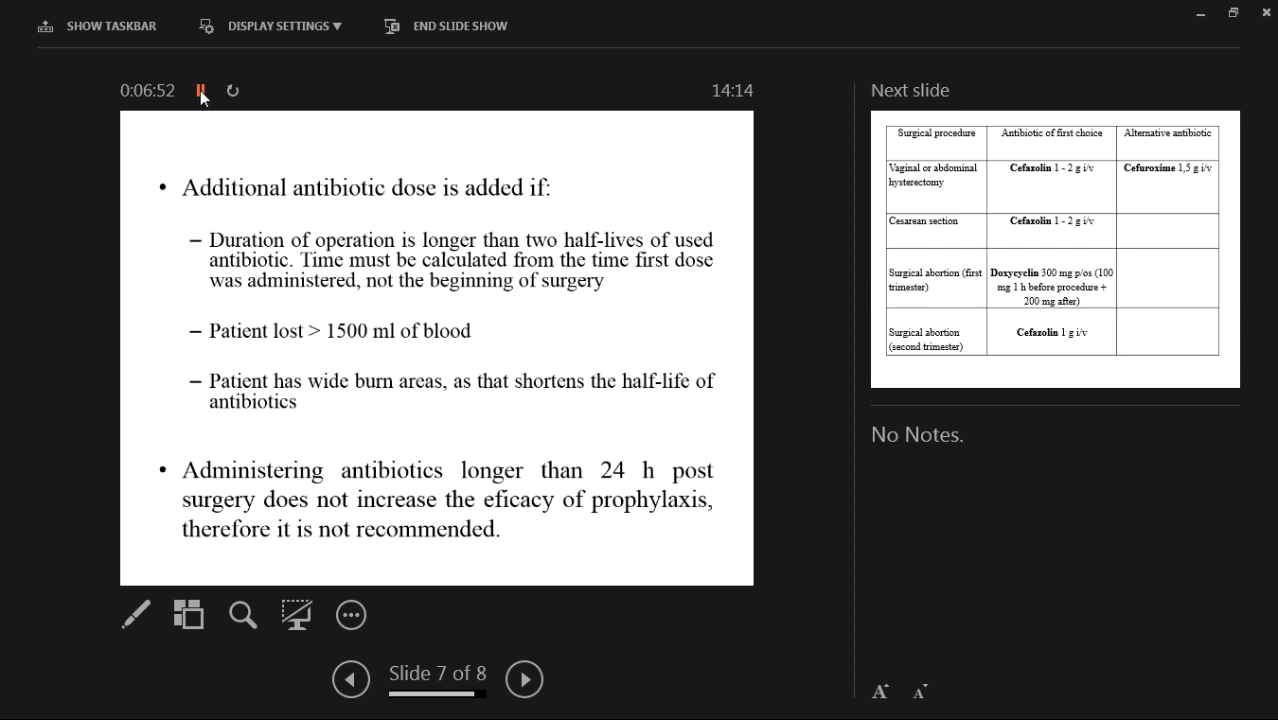 SHOW TASKBAR
DISPLAY SETTINGS ▼
END SLIDE SHOW
0:06:52
14:14
• Additional antibiotic dose is added if:
– Duration of operation is longer than two half-lives of used
antibiotic. Time must be calculated from the time first dose
was administered, not the beginning of surgery
– Patient lost > 1500 ml of blood
– Patient has wide burn areas, as that shortens the half-life of
antibiotics
• Administering antibiotics longer than 24 h post
surgery does not increase the eficacy of prophylaxis,
therefore it is not recommended.
Slide 7 of 8
Next slide
Surgical procedure
Antibiotic of first choice
Alternative antibiotic
Vaginal or abdominal
hysterectomy
Cefazolin 1 - 2 g i/v
Cefuroxime 1,5 g i/v
Cesarean section
Cefazolin 1 - 2 g i/v
Surgical abortion (first
trimester)
Doxycyclin 300 mg p/os (100
mg 1 h before procedure +
200 mg after)
Surgical abortion
(second trimester)
Cefazolin 1 g i/v
No Notes.
A A